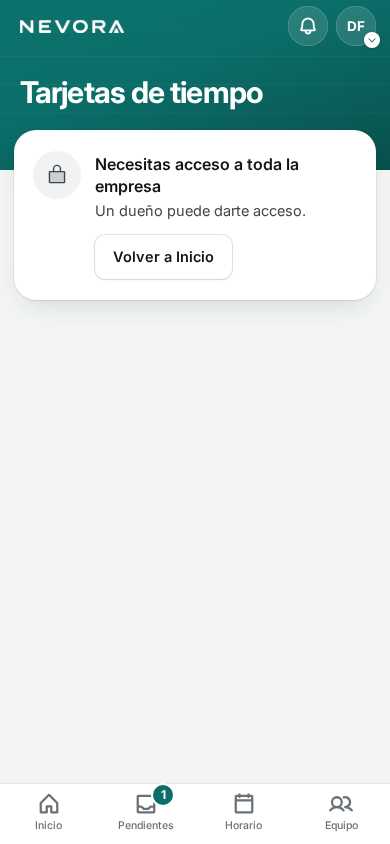 NEVORA
DF
Tarjetas de tiempo
Necesitas acceso a toda la
empresa
Un dueño puede darte acceso.
Volver a Inicio
1
Inicio
Pendientes
Horario
Equipo